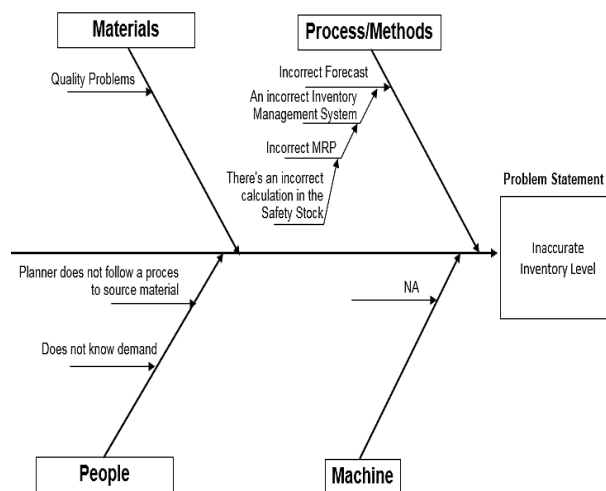 Materials
Process/Methods
Quality Problems
Incorrect Forecast
An incorrect Inventory
Management System
Incorrect MRP
There's an incorrect
calculation in the
Safety Stock
Problem Statement
Inaccurate
Inventory Level
Planner does not follow a proces
to source material
NA
Does not know demand
People
Machine